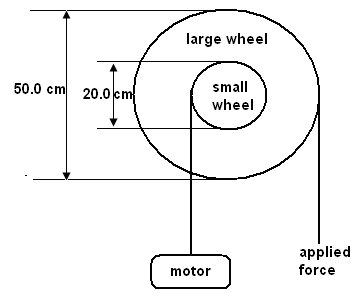 large wheel
50.0 cm
20.0 cm
small
wheel
motor
applied
force